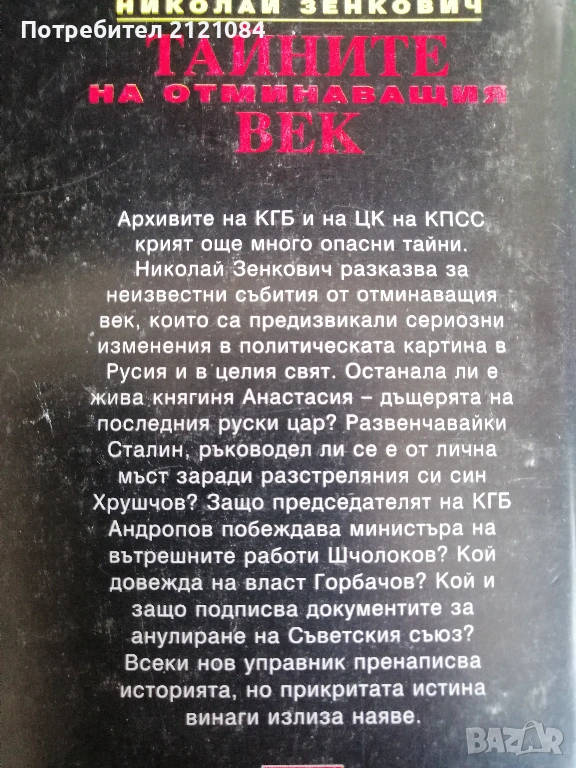 НИКОЛАЙ ЗЕНКОВИЧ
Потребител 2121084
ТАЙНИТЕ
НА ОТМИНАВАЩИЯ
ВЕК
Архивите на КГБ и на ЦК на КПСС
крият още много опасни тайни.
Николай Зенкович разказва за
неизвестни събития от отминаващия
век, които са предизвикали сериозни
изменения в политическата картина в
Русия и в целия свят. Останала ли е
жива княгиня Анастасия – дъщерята на
последния руски цар? Развенчавайки
Сталин, ръководел ли се е от лична
мъст заради разстреляния си син
Хрушчов? Защо председателят на КГБ
Андропов побеждава министъра на
вътрешните работи Шчолоков? Кой
довежда на власт Горбачов? Кой и
защо подписва документите за
анулиране на Съветския съюз?
Всеки нов управник пренаписва
историята, но прикритата истина
винаги излиза наяве.
BAZAR